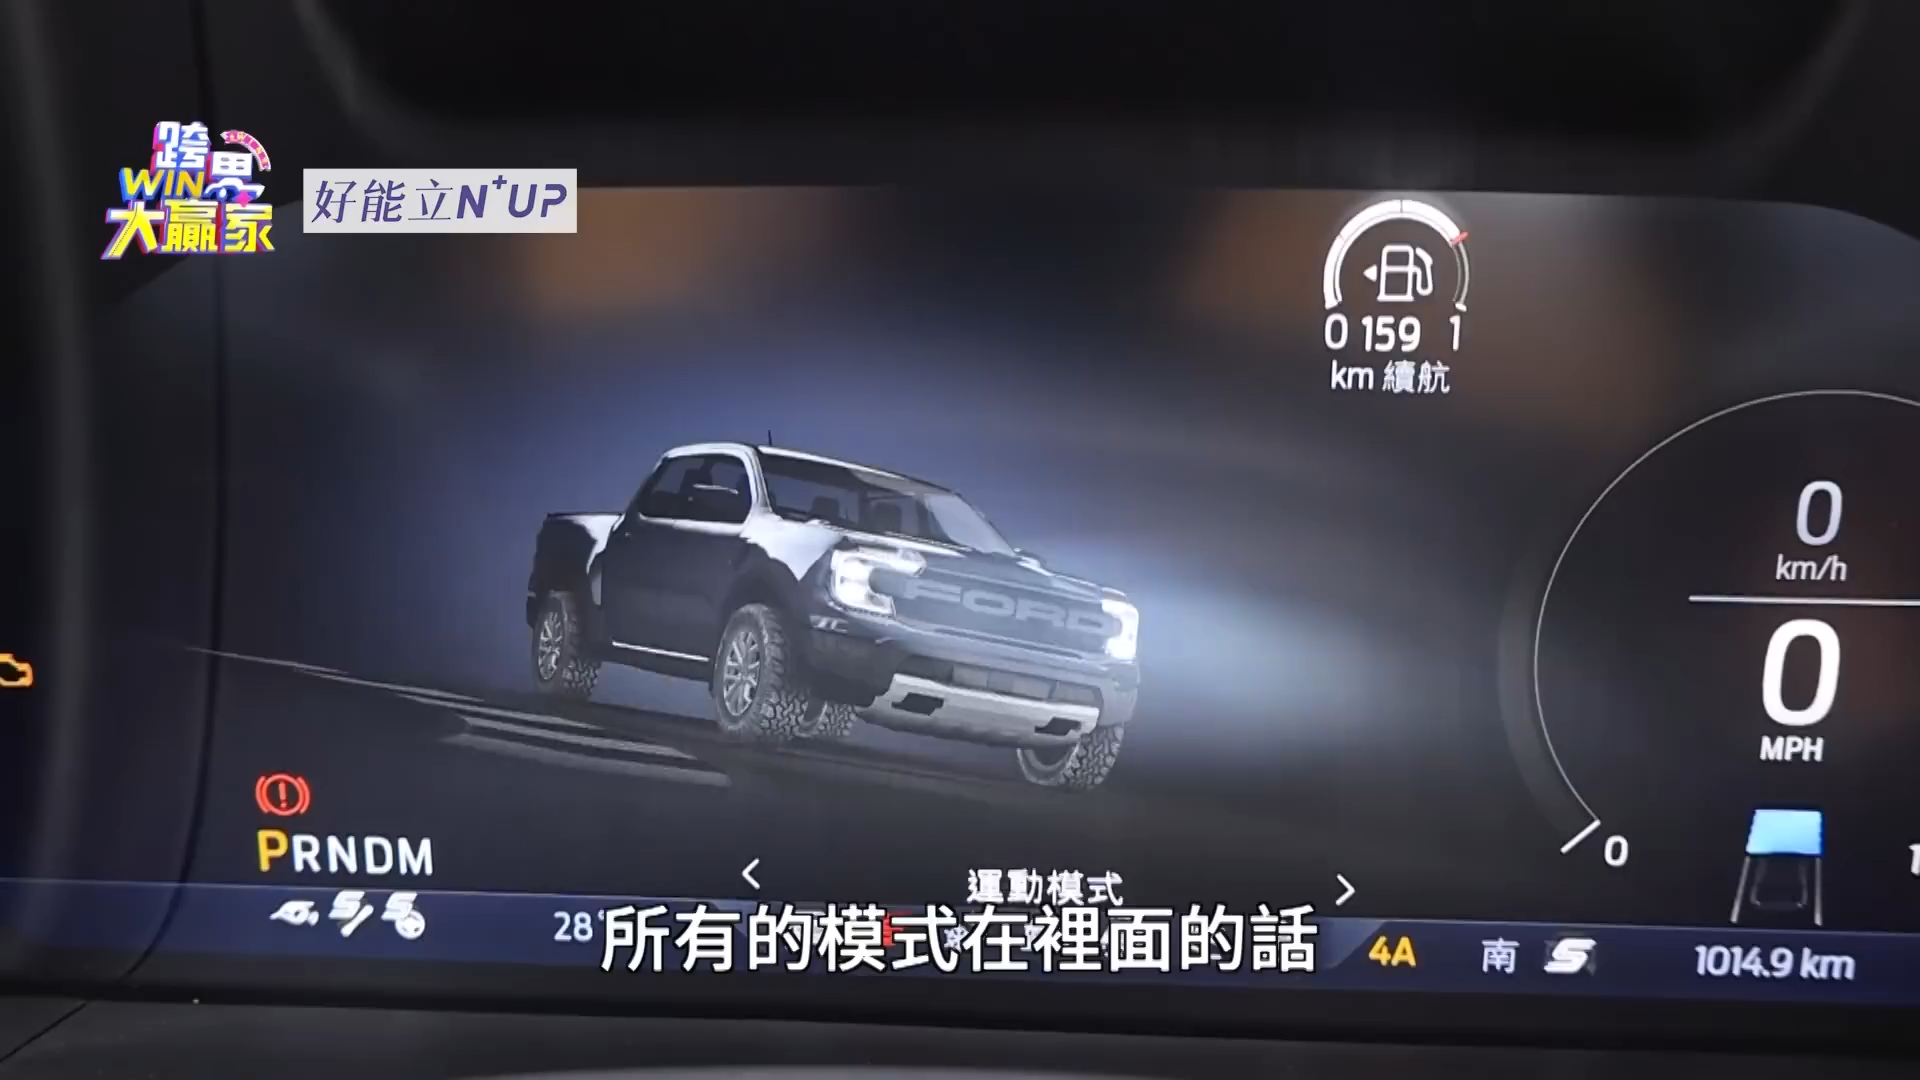 跨界
WIN
大贏家
好能立N+UP
0 159 1
km 續航
FORD
0
km/h
0
MPH
PRNDM
運動模式
0
28°
所有的模式在裡面的話
4A
南
S
1014.9 km